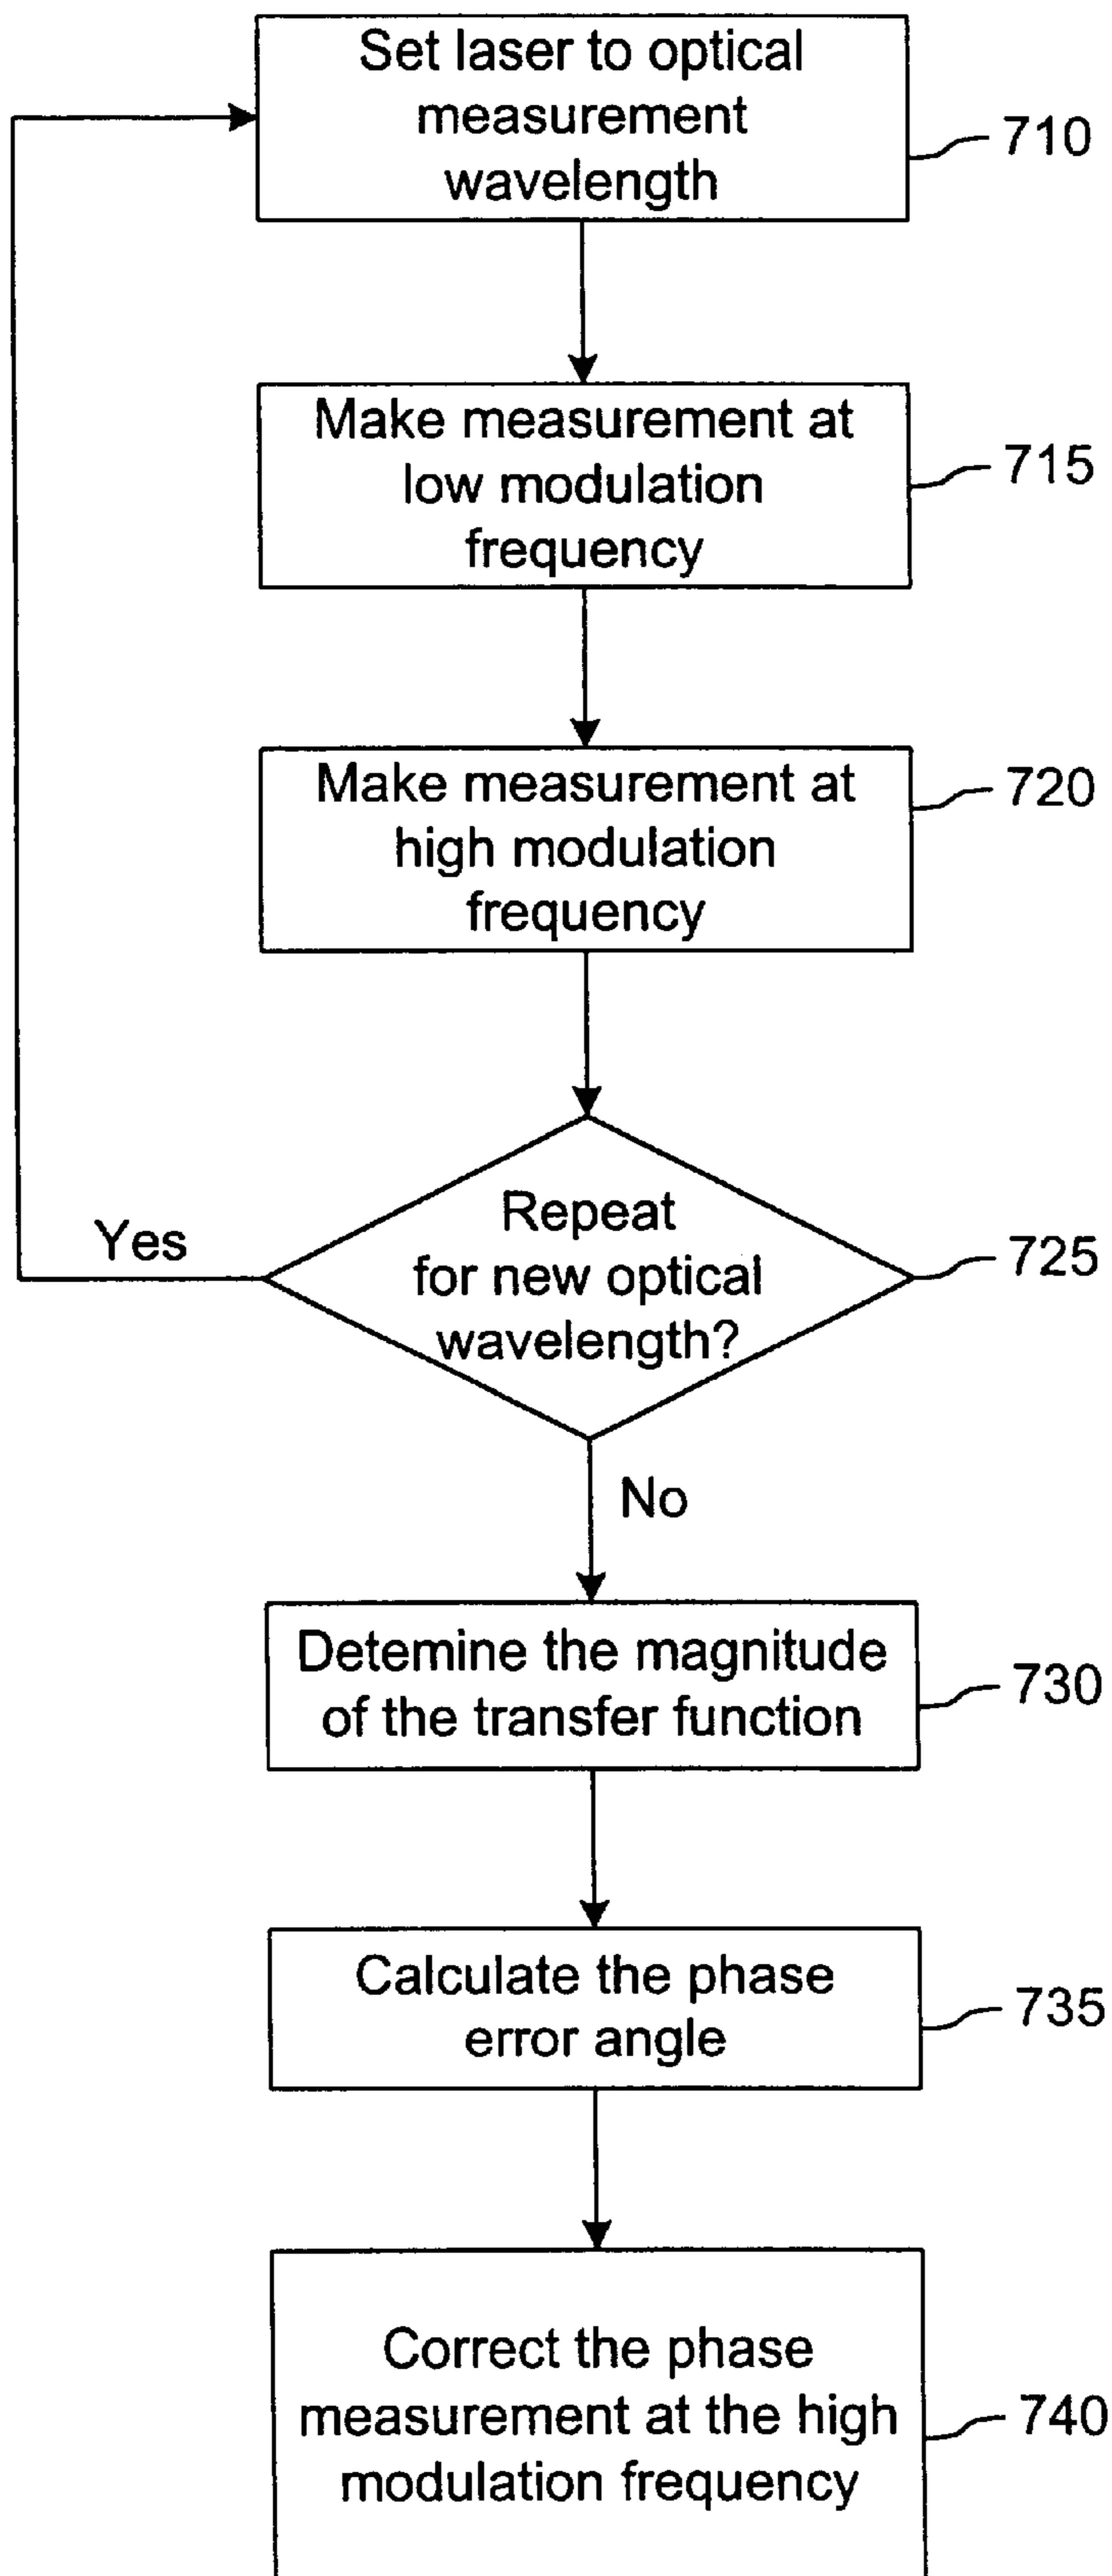 Set laser to optical
measurement
wavelength
710
Make measurement at
low modulation
frequency
715
Make measurement at
high modulation
frequency
720
Repeat
for new optical
wavelength?
725
Yes
No
Detemine the magnitude
of the transfer function
730
Calculate the phase
error angle
735
Correct the phase
measurement at the high
modulation frequency
740